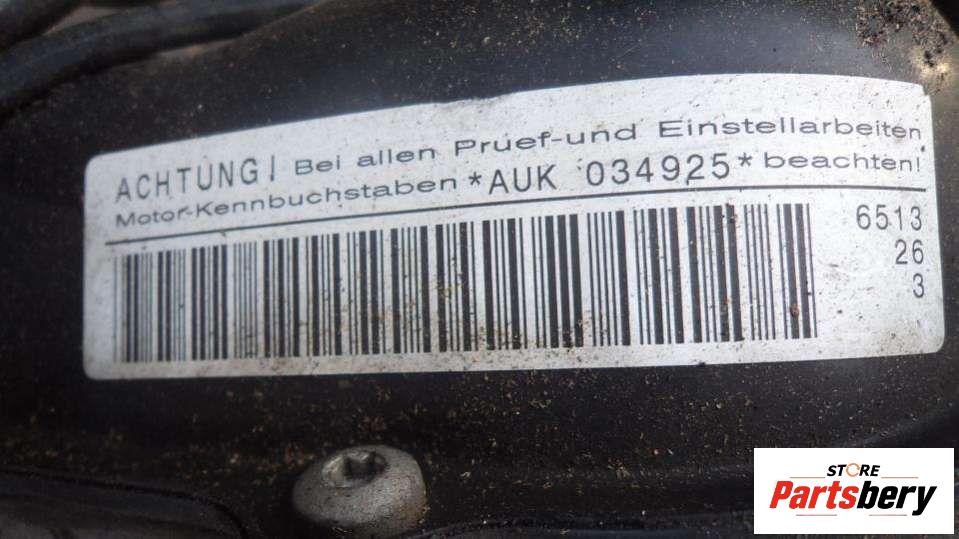 ACHTUNG! Bei allen Pruef-und Einstellarbeiten
Motor-Kennbuchstaben *AUK 034925* beachten!
6513
26
3
STORE
Partsbery